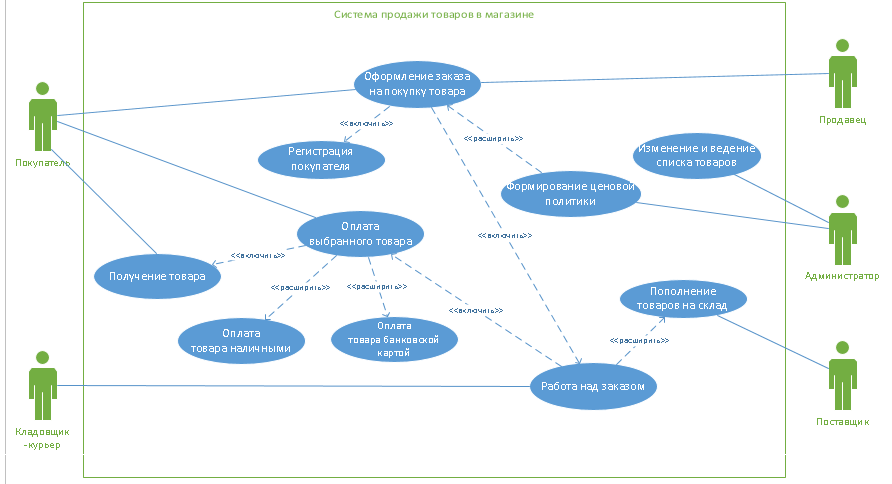 Система продажи товаров в магазине
Оформление заказа
на покупку товара
Продавец
<<включить>>
<<расширить>>
Покупатель
Регистрация
покупателя
Изменение и ведение
списка товаров
Формирование ценовой
политики
Оплата
выбранного товара
<<включить>>
<<включить>>
Получение товара
<<расширить>>
<<расширить>>
Администратор
Пополнение
товаров на склад
<<включить>>
Оплата
товара наличными
Оплата
товара банковской
картой
<<расширить>>
Работа над заказом
Кладовщик
-курьер
Поставщик